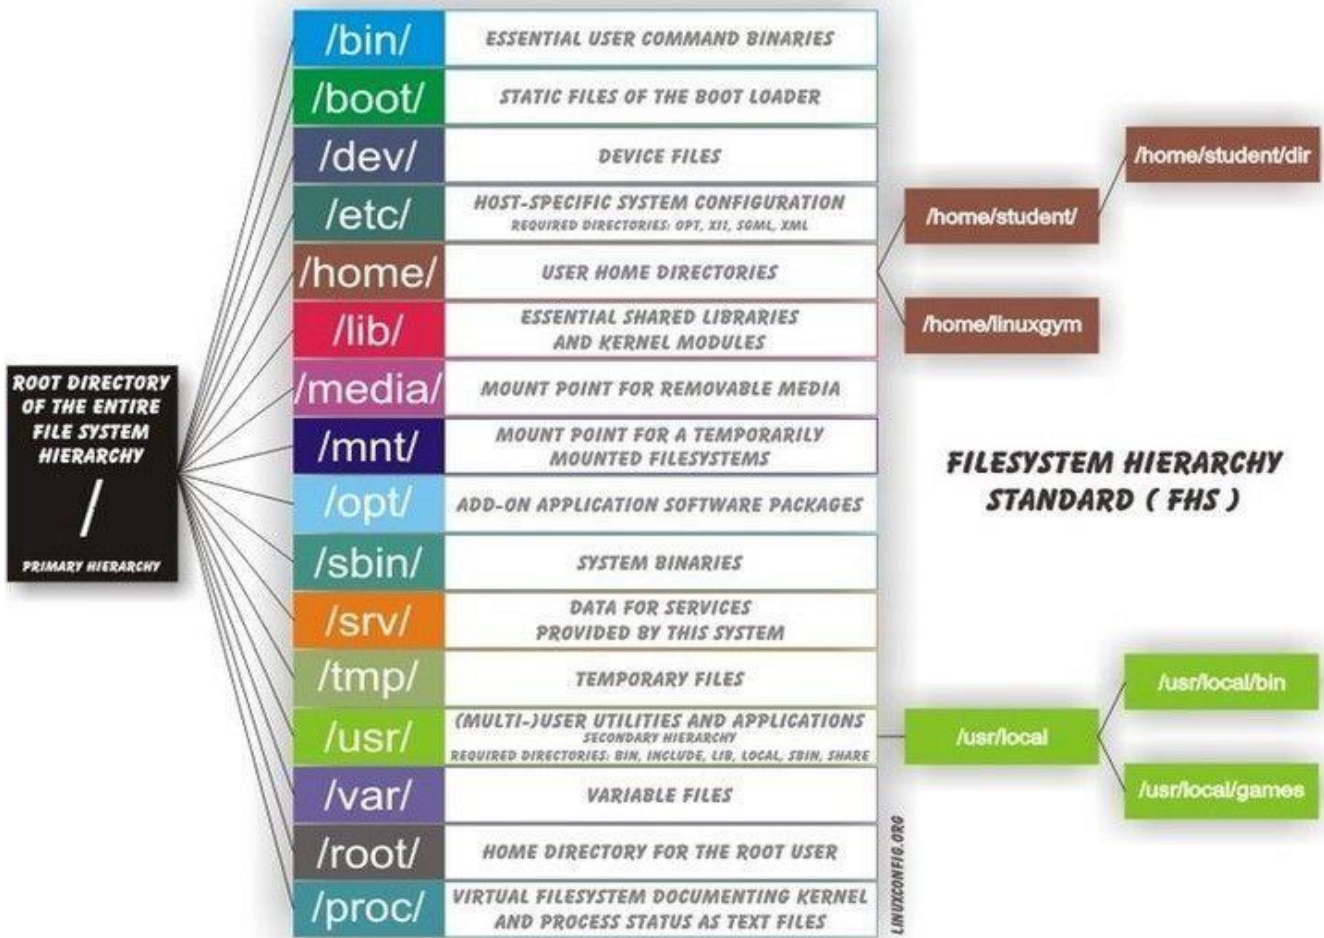 ROOT DIRECTORY
OF THE ENTIRE
FILE SYSTEM
HIERARCHY
/
PRIMARY HIERARCHY
/bin/ ESSENTIAL USER COMMAND BINARIES
/boot/ STATIC FILES OF THE BOOT LOADER
/dev/ DEVICE FILES
/etc/ HOST-SPECIFIC SYSTEM CONFIGURATION
REQUIRED DIRECTORIES: OPT, XII, SGML, XML
/home/ USER HOME DIRECTORIES
/lib/ ESSENTIAL SHARED LIBRARIES
AND KERNEL MODULES
/media/ MOUNT POINT FOR REMOVABLE MEDIA
/mnt/ MOUNT POINT FOR A TEMPORARILY
MOUNTED FILESYSTEMS
/opt/ ADD-ON APPLICATION SOFTWARE PACKAGES
/sbin/ SYSTEM BINARIES
/srv/ DATA FOR SERVICES
PROVIDED BY THIS SYSTEM
/tmp/ TEMPORARY FILES
/usr/ (MULTI-)USER UTILITIES AND APPLICATIONS
SECONDARY HIERARCHY
REQUIRED DIRECTORIES: BIN, INCLUDE, LIB, LOCAL, SBIN, SHARE
/var/ VARIABLE FILES
/root/ HOME DIRECTORY FOR THE ROOT USER
/proc/ VIRTUAL FILESYSTEM DOCUMENTING KERNEL
AND PROCESS STATUS AS TEXT FILES
/home/student/
/home/student/dir
/home/linuxgym
FILESYSTEM HIERARCHY
STANDARD ( FHS )
/usr/local
/usr/local/bin
/usr/local/games
LINUXCONFIG.ORG